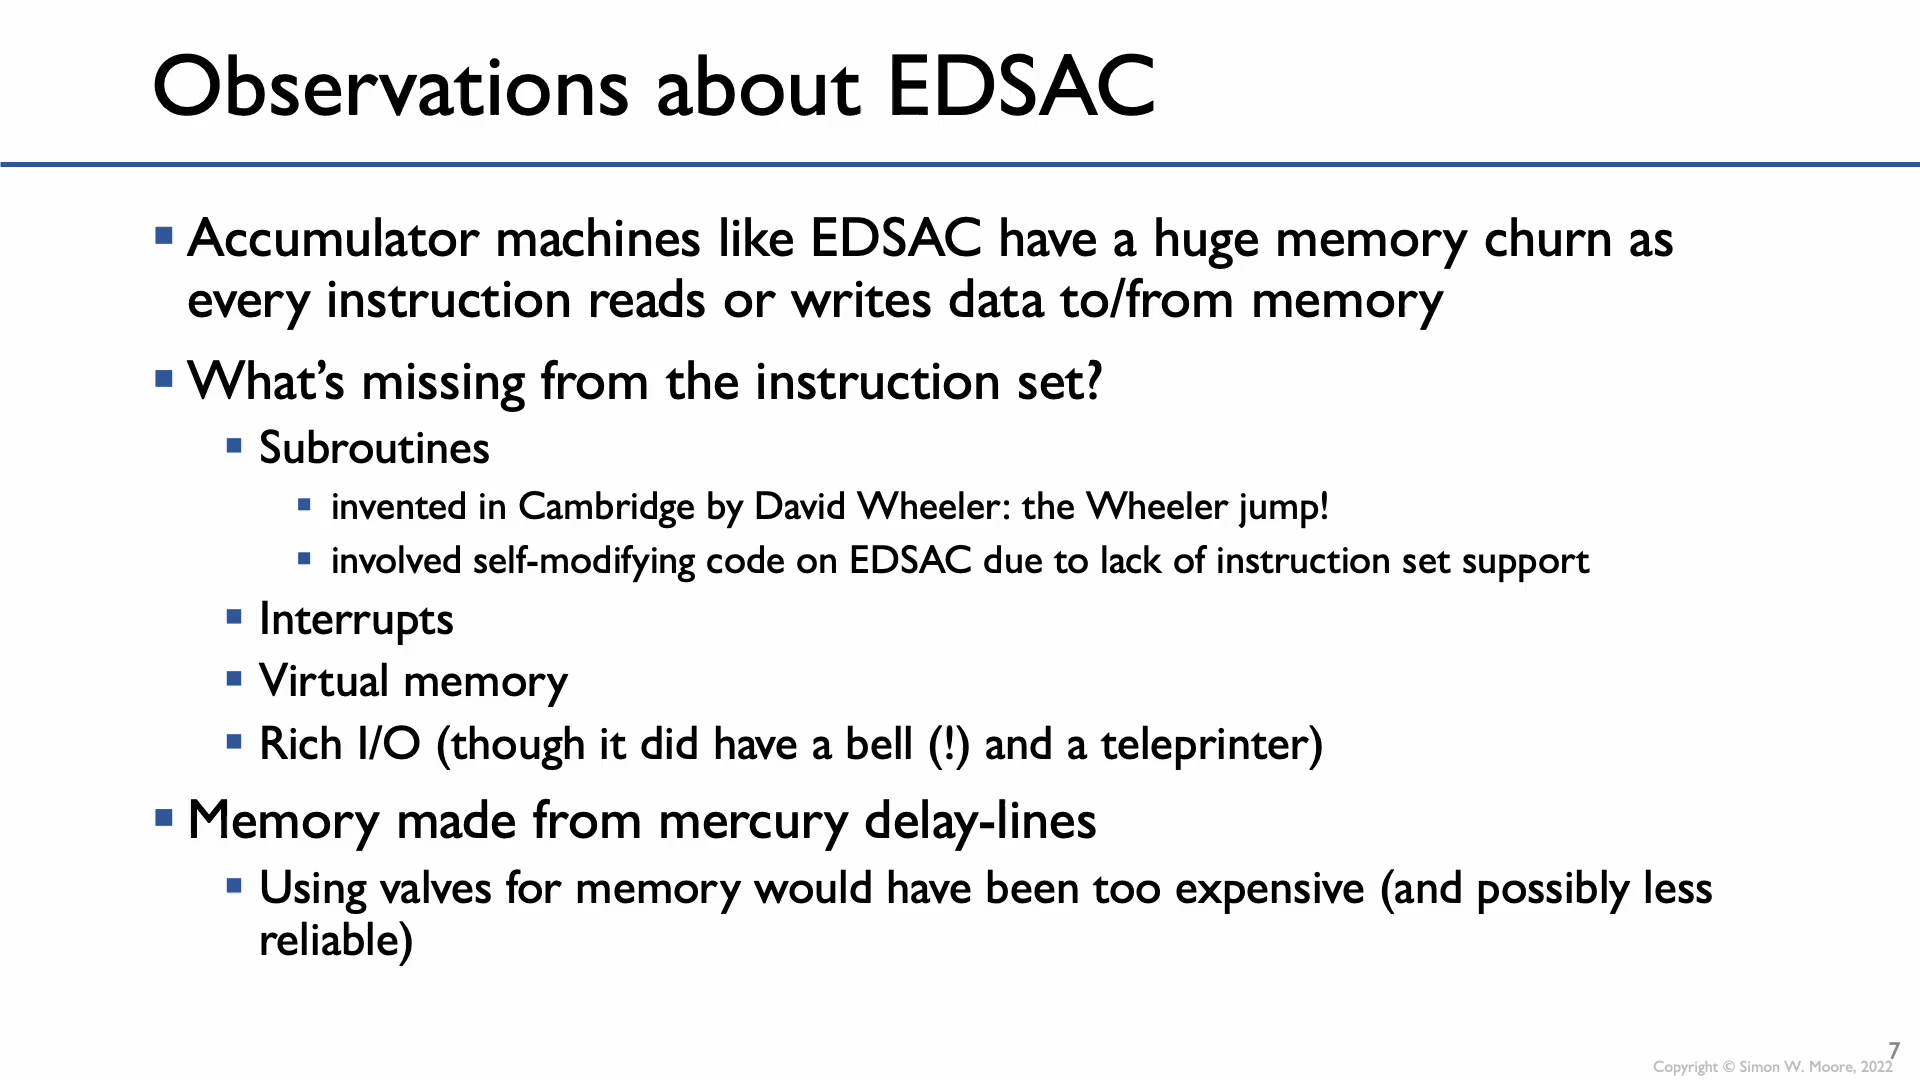 Observations about EDSAC
▪ Accumulator machines like EDSAC have a huge memory churn as
every instruction reads or writes data to/from memory
▪ What’s missing from the instruction set?
▪ Subroutines
▪ invented in Cambridge by David Wheeler: the Wheeler jump!
▪ involved self-modifying code on EDSAC due to lack of instruction set support
▪ Interrupts
▪ Virtual memory
▪ Rich I/O (though it did have a bell (!) and a teleprinter)
▪ Memory made from mercury delay-lines
▪ Using valves for memory would have been too expensive (and possibly less
reliable)
7
Copyright © Simon W. Moore, 2022